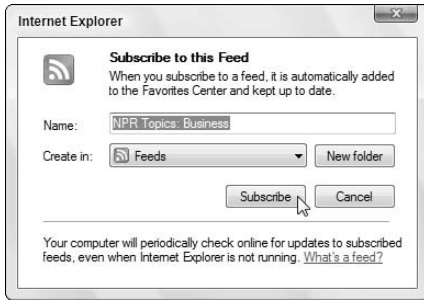 Internet Explorer
Subscribe to this Feed
When you subscribe to a feed, it is automatically added
to the Favorites Center and kept up to date.
Name: NPR Topics: Business
Create in: Feeds New folder
Subscribe Cancel
Your computer will periodically check online for updates to subscribed
feeds, even when Internet Explorer is not running. What's a feed?